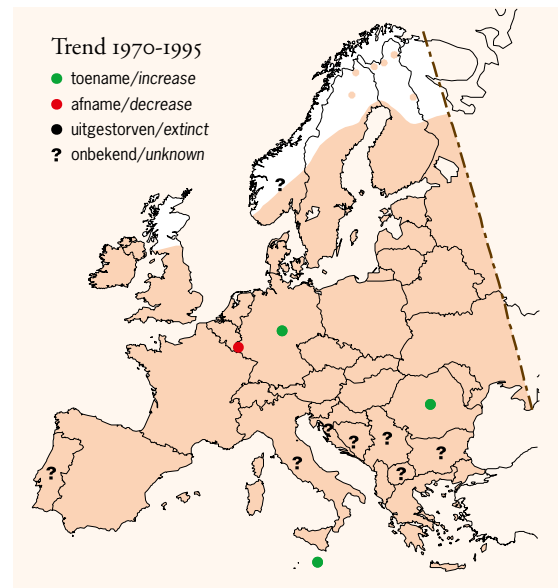 Trend 1970-1995
toename/increase
afname/decrease
uitgestorven/extinct
? onbekend/unknown
?
?
?
?
?
?
?
?